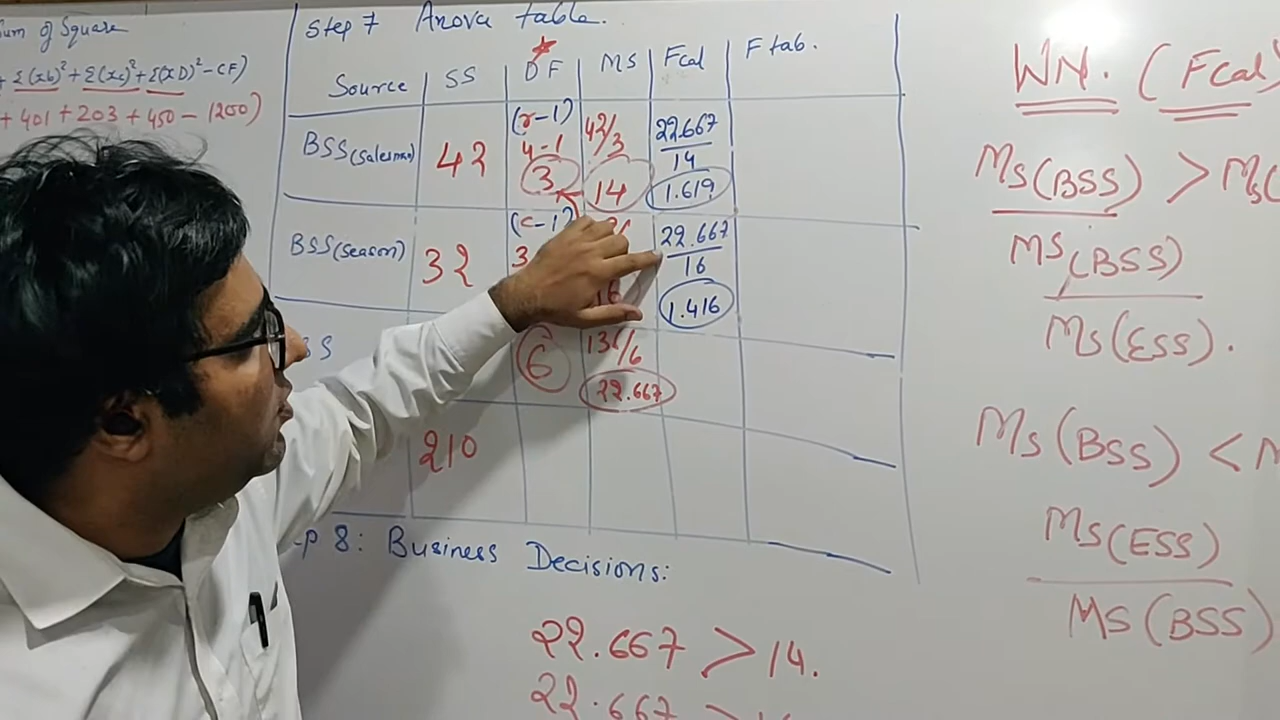 um of Square
+ Σ(xb)² + Σ(xc)² + Σ(xD)² - CF)
+ 401 + 203 + 450 - 1200)
Step 7 Anova table.
Source SS DF MS Fcal F tab.
BSS(Salesman) 42 (r-1) 4-1 3 42/3 14 22.667/14 1.619
BSS(Season) 32 (c-1) 3 16 22.667/16 1.416
6 136/6 22.667
210
p 8: Business Decisions:
22.667 > 14.
22.667 >
WN. (Fcal)
MS(BSS) > MS(
MS(BSS)
MS(ESS).
MS(BSS) < M
MS(ESS)
MS(BSS)